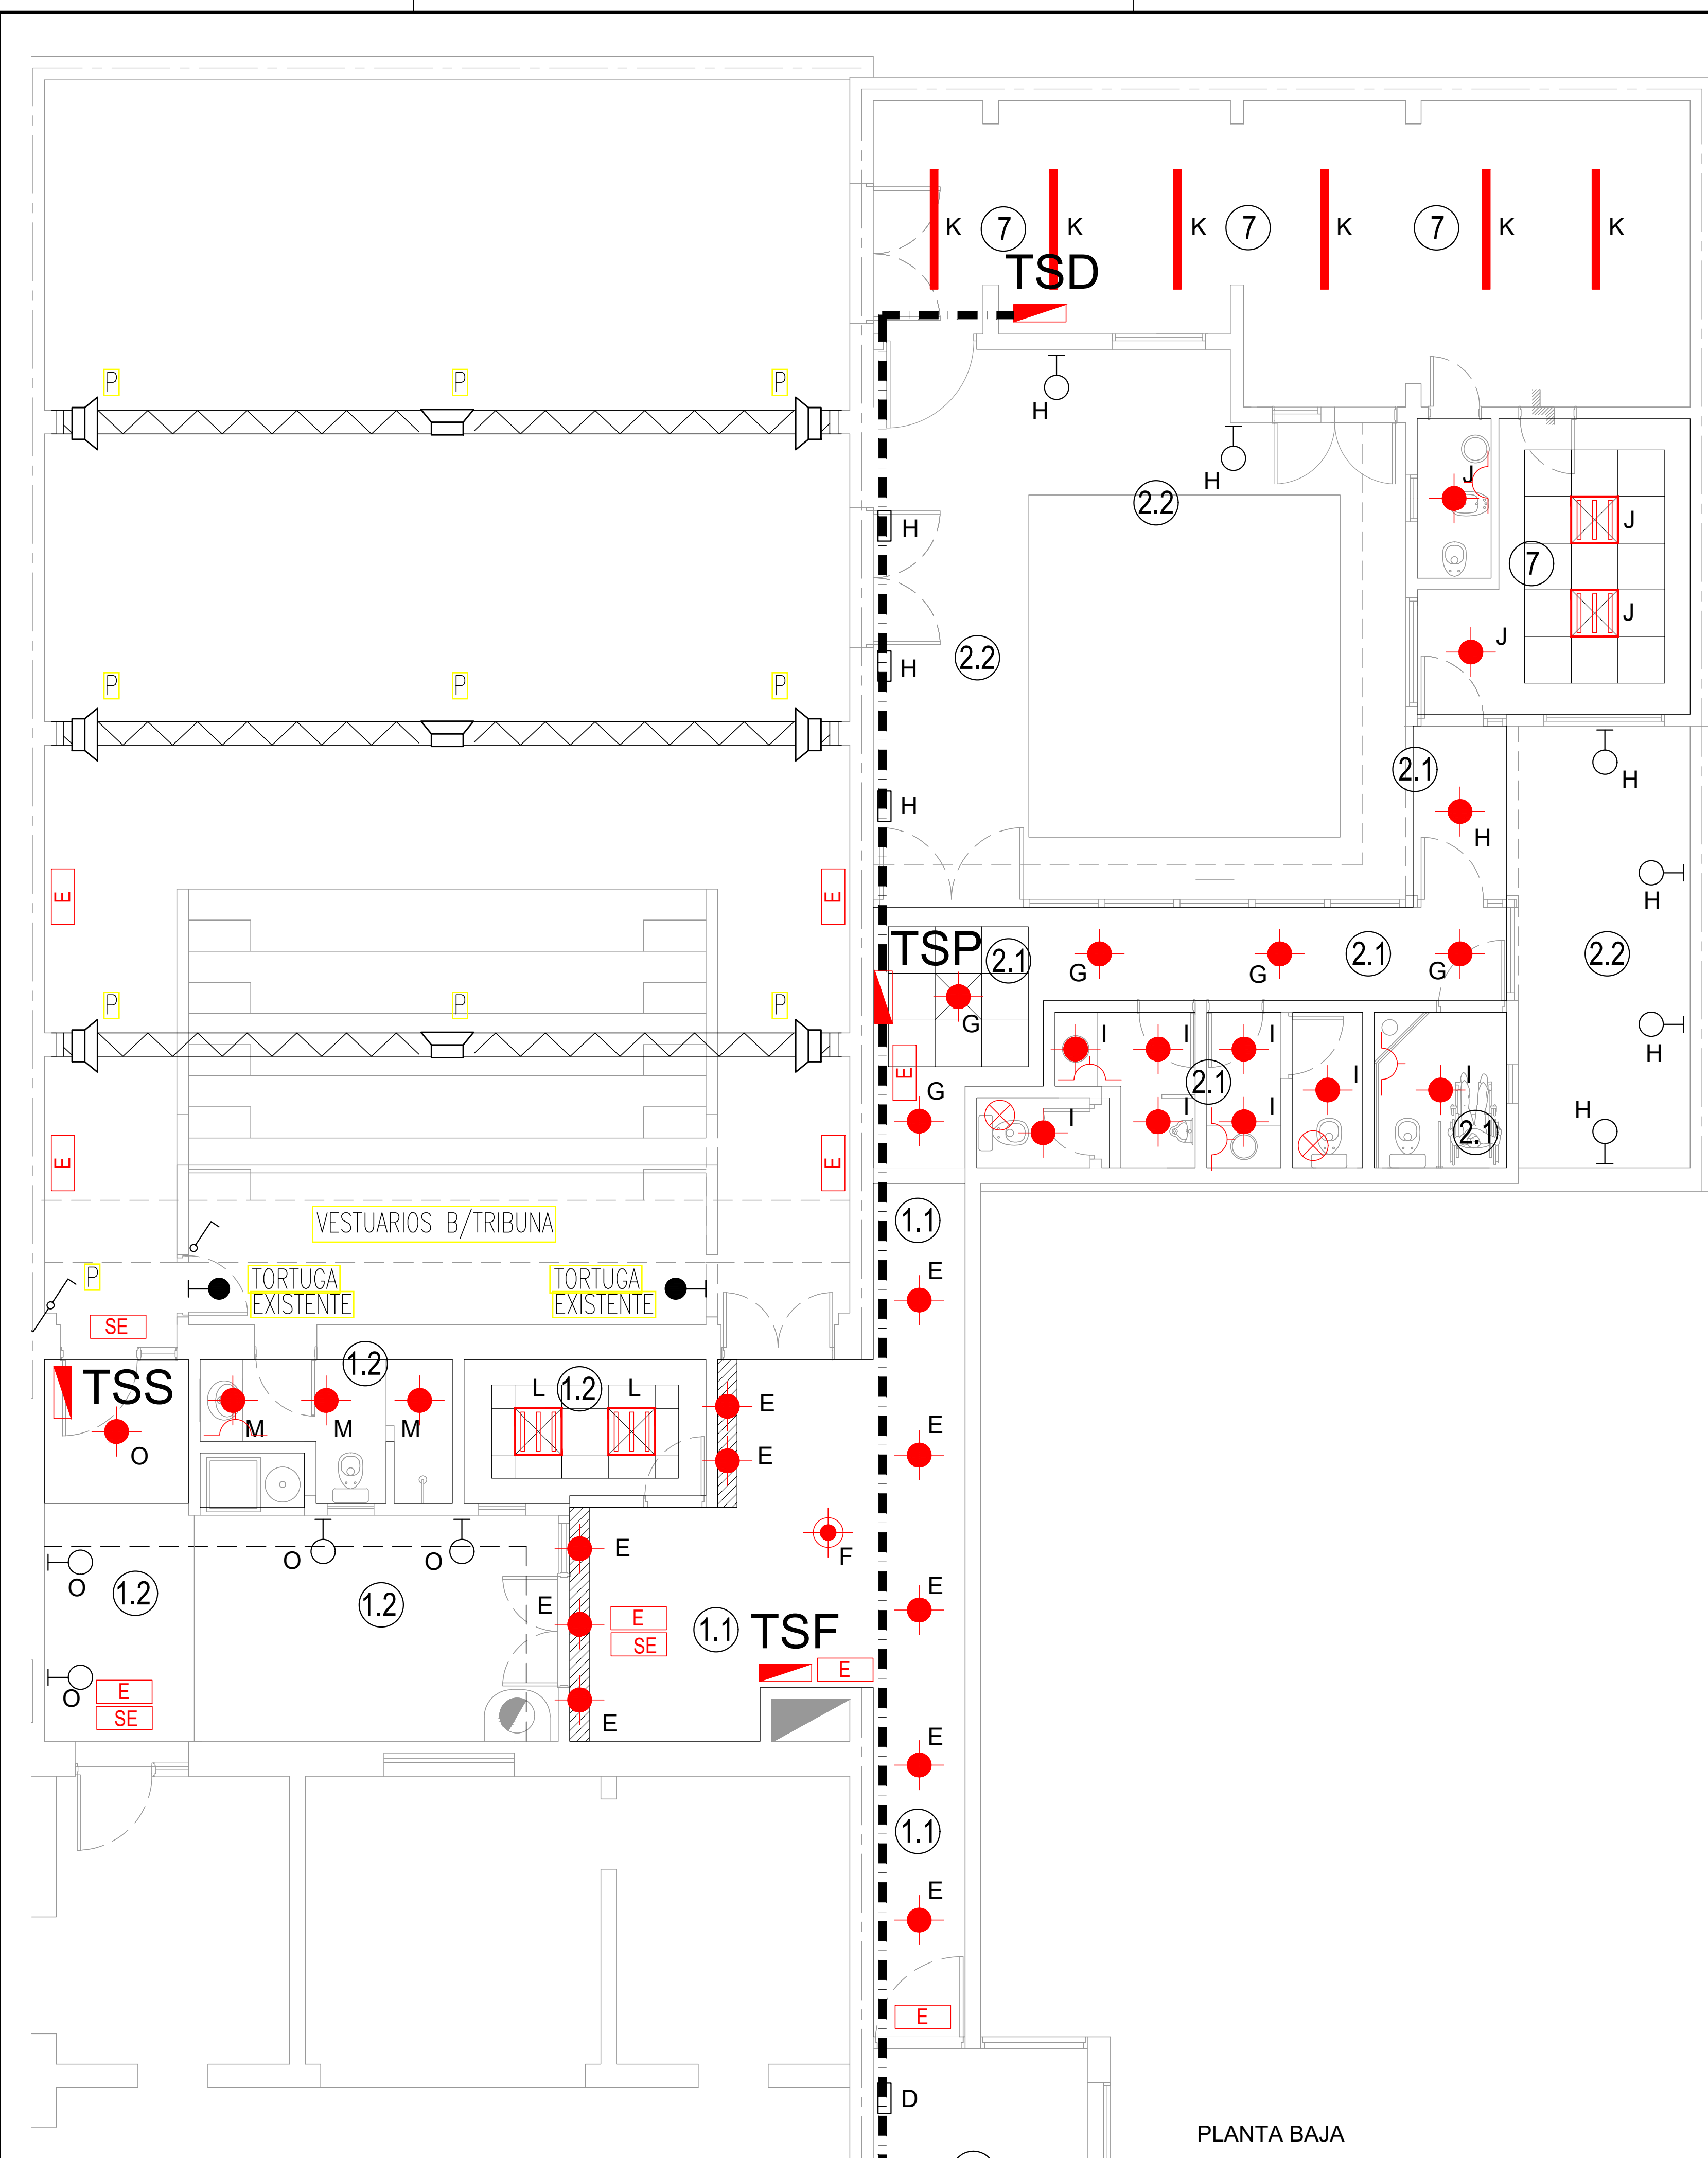 K 7 K K 7 K 7 K K
TSD
P P P
H
H
2.2
J
H
J
7
J
J
2.2
H
P P P
2.1
H
H
H
E E
H
H
TSP 2.1 G G 2.1 G 2.2
P P P
G
E
I I I
H
2.1
I I
G
I I I
H
2.1
E E
1.1
VESTUARIOS B/TRIBUNA
P
TORTUGA
EXISTENTE
TORTUGA
EXISTENTE
E
SE
1.2
TSS
L 1.2 L
E
M M M
O
E
E
O O
E
F
O
1.2
1.2
E
E
E
SE
1.1 TSF
E
E
O
E
SE
E
E
1.1
E
E
D
PLANTA BAJA